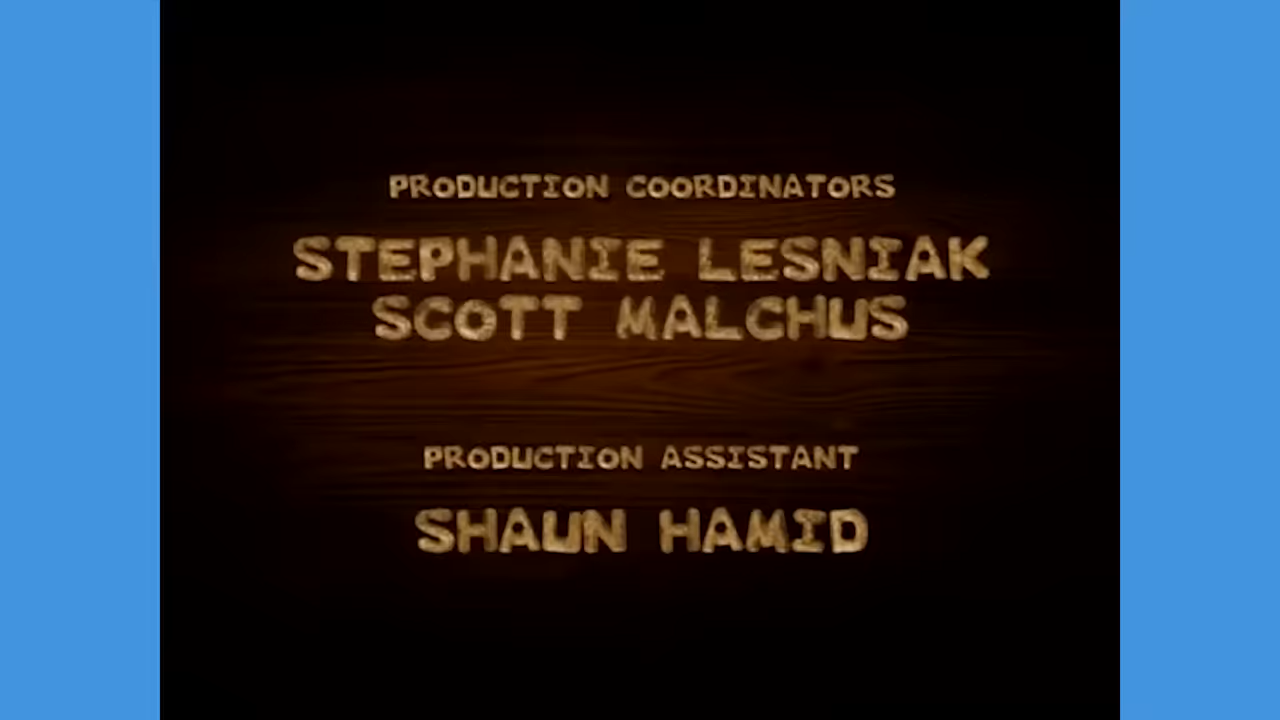 PRODUCTION COORDINATORS
STEPHANIE LESNIAK
SCOTT MALCHUS
PRODUCTION ASSISTANT
SHAUN HAMID